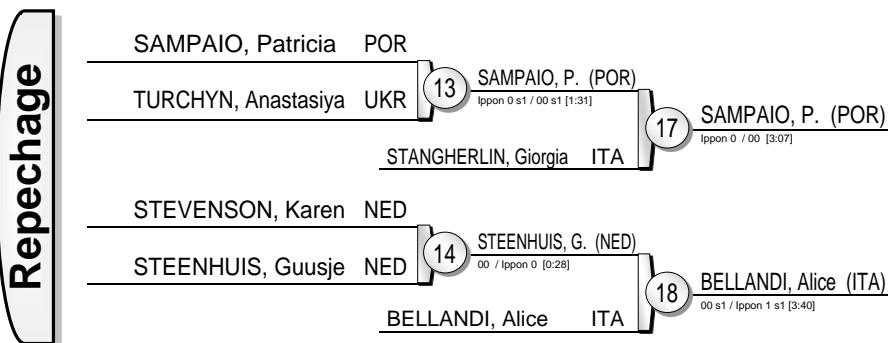 Repechage
SAMPAIO, Patricia POR
TURCHYN, Anastasiya UKR
13
SAMPAIO, P. (POR)
Ippon 0 s1 / 00 s1 [1:31]
STANGHERLIN, Giorgia ITA
17
SAMPAIO, P. (POR)
Ippon 0 / 00 [3:07]
STEVENSON, Karen NED
STEENHUIS, Guusje NED
14
STEENHUIS, G. (NED)
00 / Ippon 0 [0:28]
BELLANDI, Alice ITA
18
BELLANDI, Alice (ITA)
00 s1 / Ippon 1 s1 [3:40]